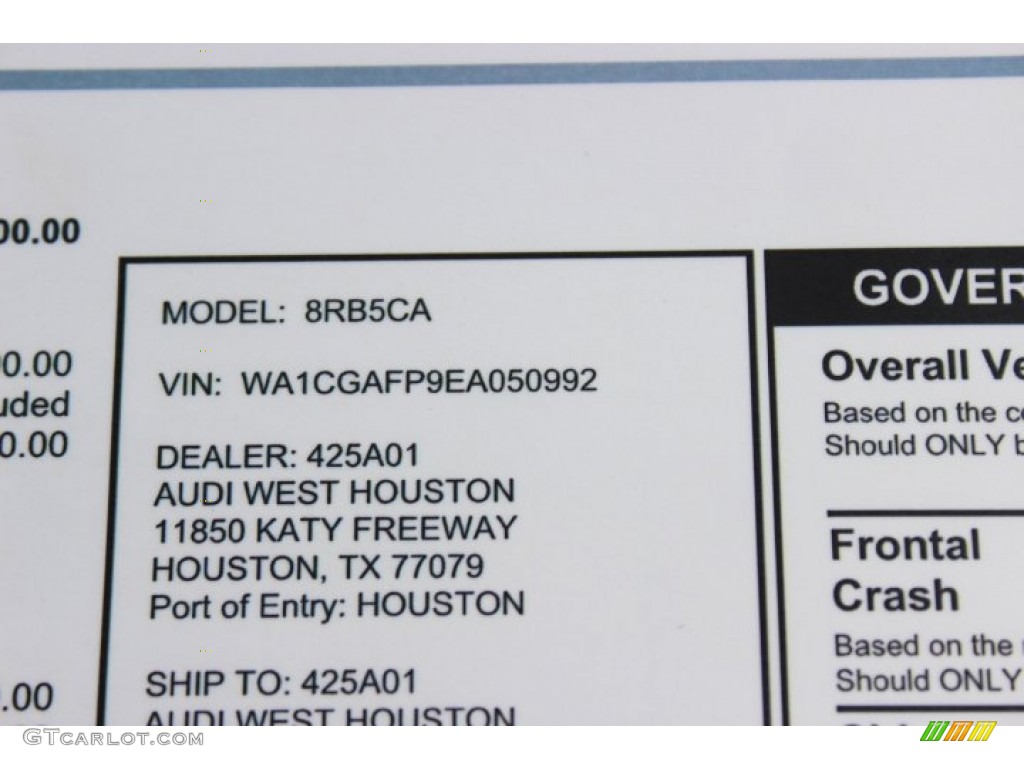 00.00
MODEL: 8RB5CA
GOVER
00.00
uded
0.00
VIN: WA1CGAFP9EA050992
Overall Ve
Based on the co
Should ONLY b
DEALER: 425A01
AUDI WEST HOUSTON
11850 KATY FREEWAY
HOUSTON, TX 77079
Port of Entry: HOUSTON
Frontal
Crash
Based on the
Should ONLY
.00
SHIP TO: 425A01
AUDI WEST HOUSTON
GTCARLOT.COM